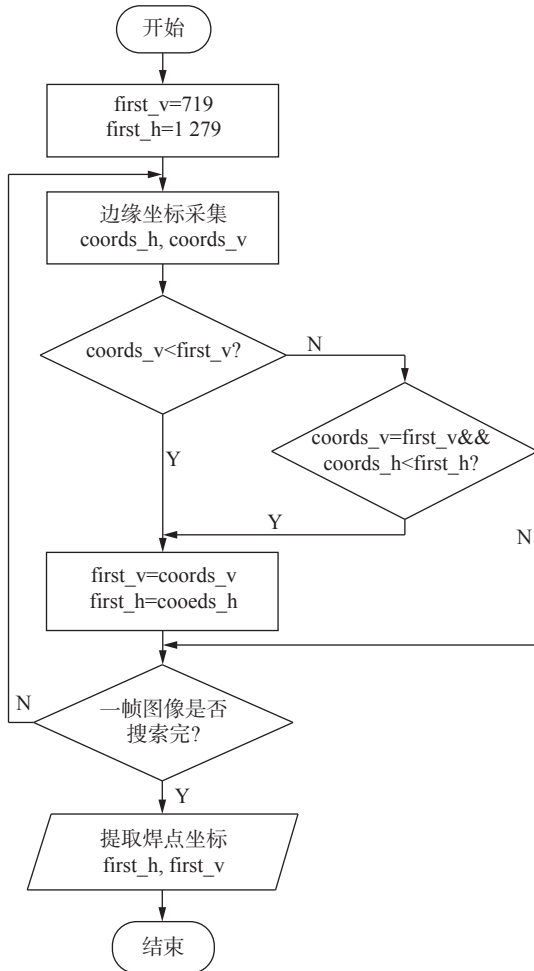 开始
first_v=719
first_h=1 279
边缘坐标采集
coords_h, coords_v
coords_v<first_v?
N
coords_v=first_v&&
coords_h<first_h?
Y
Y
N
first_v=coords_v
first_h=cooeds_h
N
一帧图像是否
搜索完?
Y
提取焊点坐标
first_h, first_v
结束